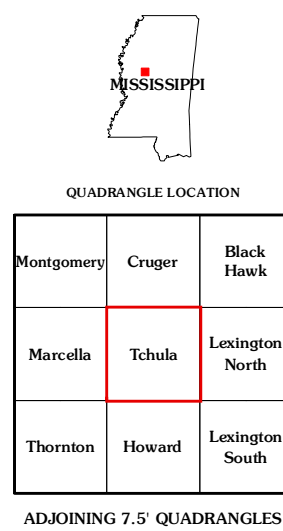 MISSISSIPPI
QUADRANGLE LOCATION
Montgomery
Cruger
Black
Hawk
Marcella
Tchula
Lexington
North
Thornton
Howard
Lexington
South
ADJOINING 7.5' QUADRANGLES